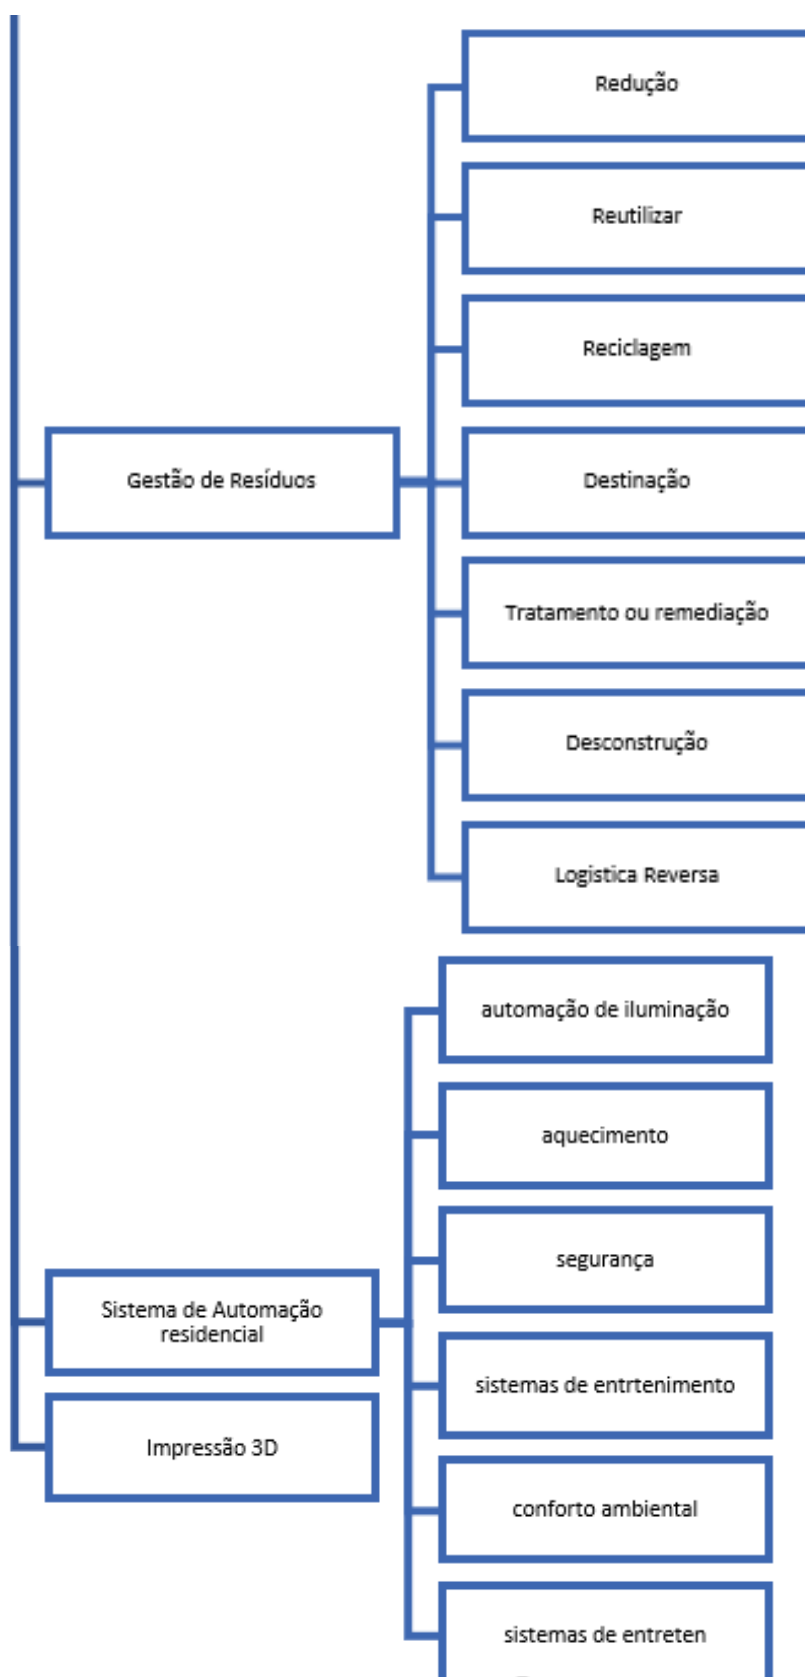 Redução
Reutilizar
Reciclagem
Gestão de Resíduos
Destinação
Tratamento ou remediação
Desconstrução
Logistica Reversa
automação de iluminação
aquecimento
segurança
Sistema de Automação
residencial
sistemas de entrtenimento
Impressão 3D
conforto ambiental
sistemas de entreten